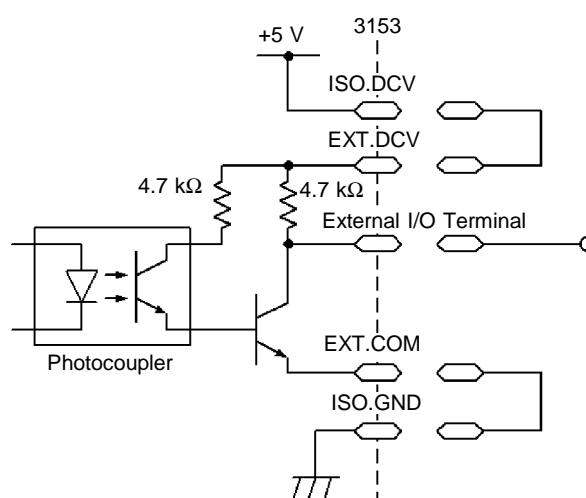 3153
+5 V
ISO.DCV
EXT.DCV
4.7 kΩ
4.7 kΩ
External I/O Terminal
Photocoupler
EXT.COM
ISO.GND